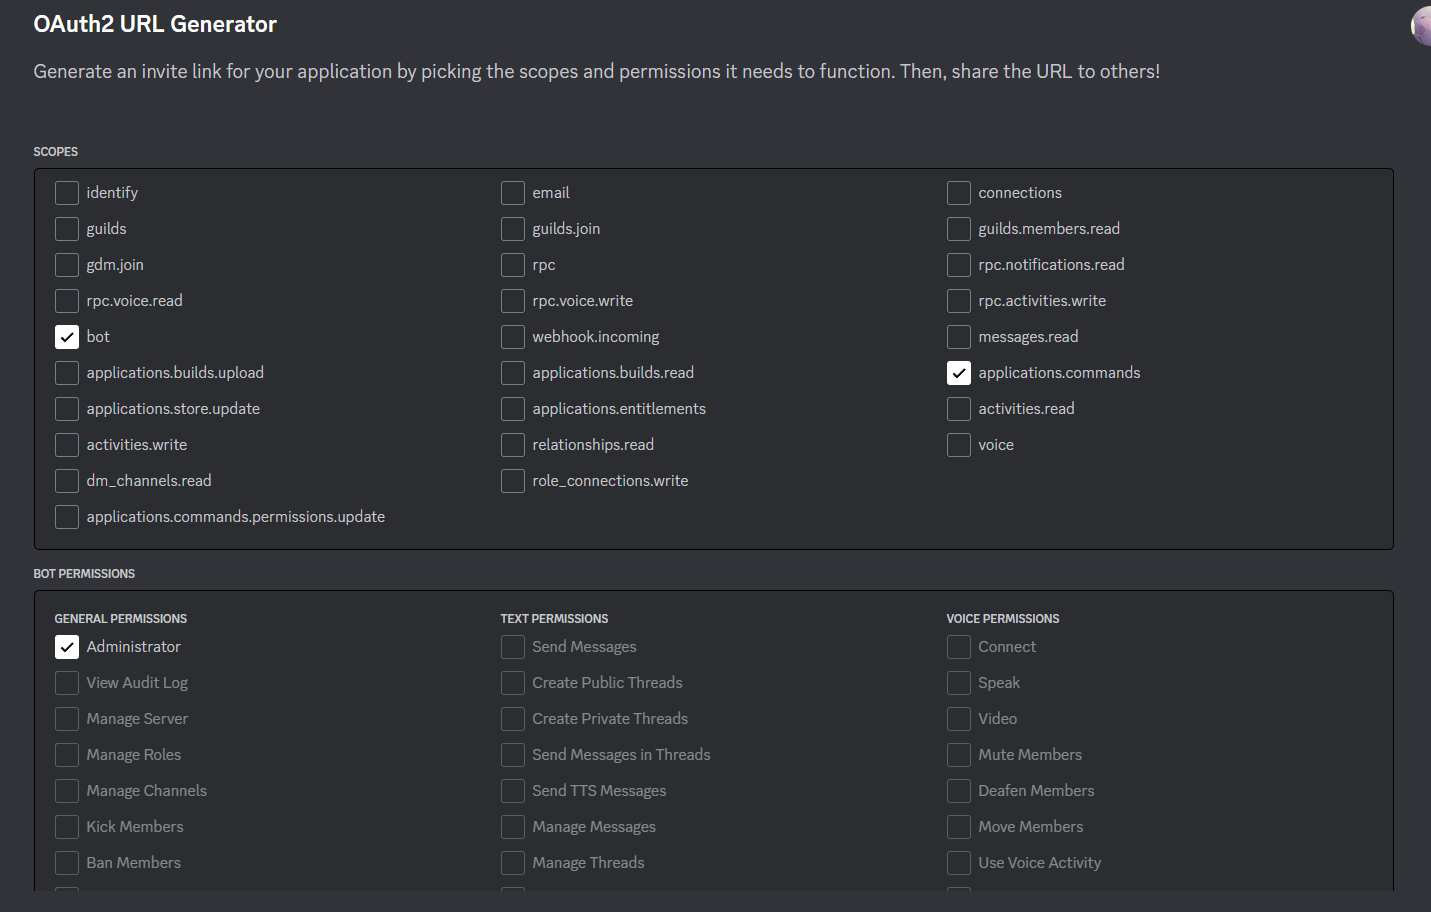 OAuth2 URL Generator
Generate an invite link for your application by picking the scopes and permissions it needs to function. Then, share the URL to others!
SCOPES
identify email connections
guilds guilds.join guilds.members.read
gdm.join rpc rpc.notifications.read
rpc.voice.read rpc.voice.write rpc.activities.write
bot webhook.incoming messages.read
applications.builds.upload applications.builds.read applications.commands
applications.store.update applications.entitlements activities.read
activities.write relationships.read voice
dm_channels.read role_connections.write
applications.commands.permissions.update
BOT PERMISSIONS
GENERAL PERMISSIONS TEXT PERMISSIONS VOICE PERMISSIONS
Administrator Send Messages Connect
View Audit Log Create Public Threads Speak
Manage Server Create Private Threads Video
Manage Roles Send Messages in Threads Mute Members
Manage Channels Send TTS Messages Deafen Members
Kick Members Manage Messages Move Members
Ban Members Manage Threads Use Voice Activity